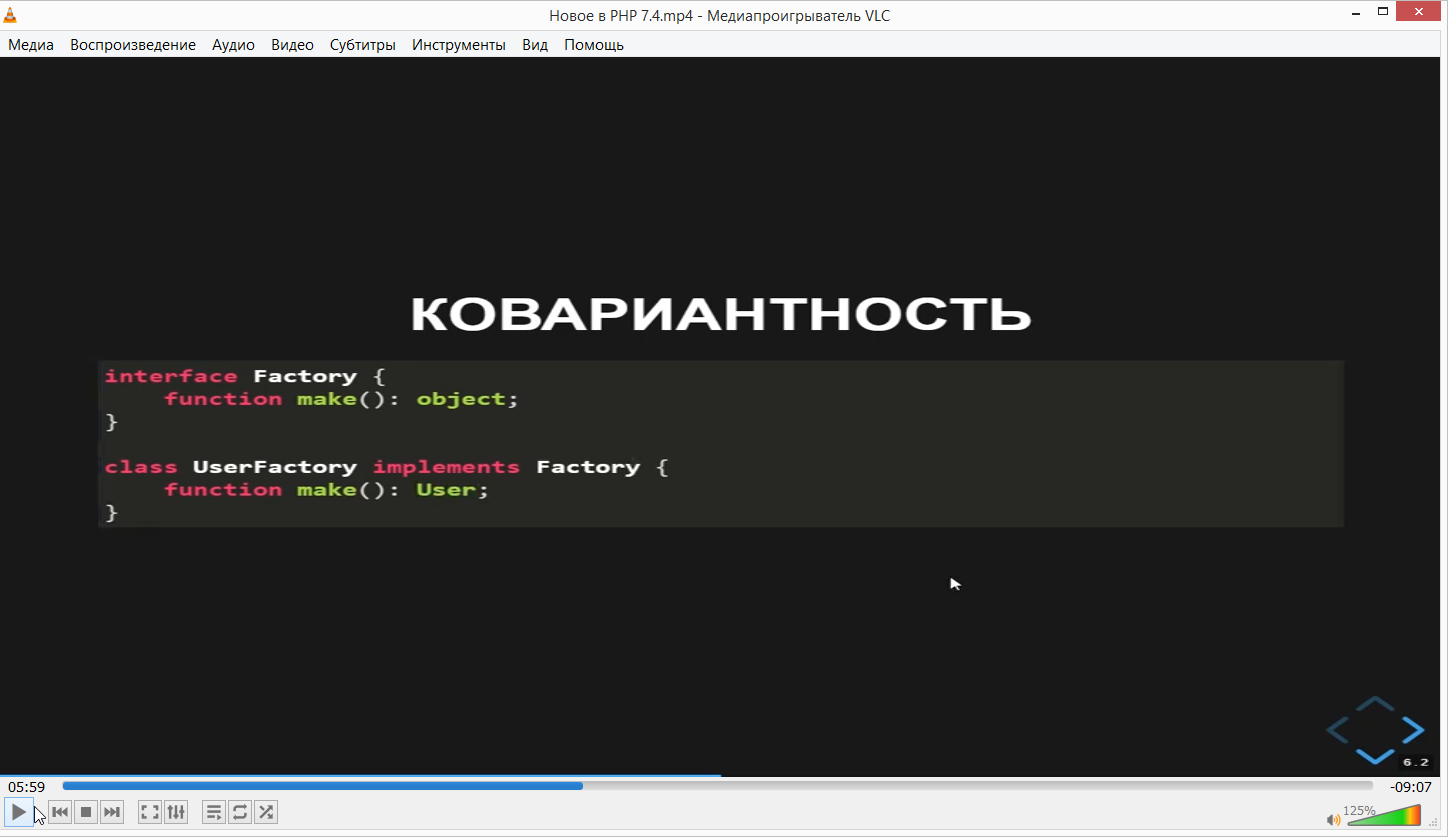 Новое в PHP 7.4.mp4 - Медиапроигрыватель VLC
Медиа Воспроизведение Аудио Видео Субтитры Инструменты Вид Помощь
КОВАРИАНТНОСТЬ
interface Factory {
    function make(): object;
}
class UserFactory implements Factory {
    function make(): User;
}
6.2
05:59 -09:07
125%